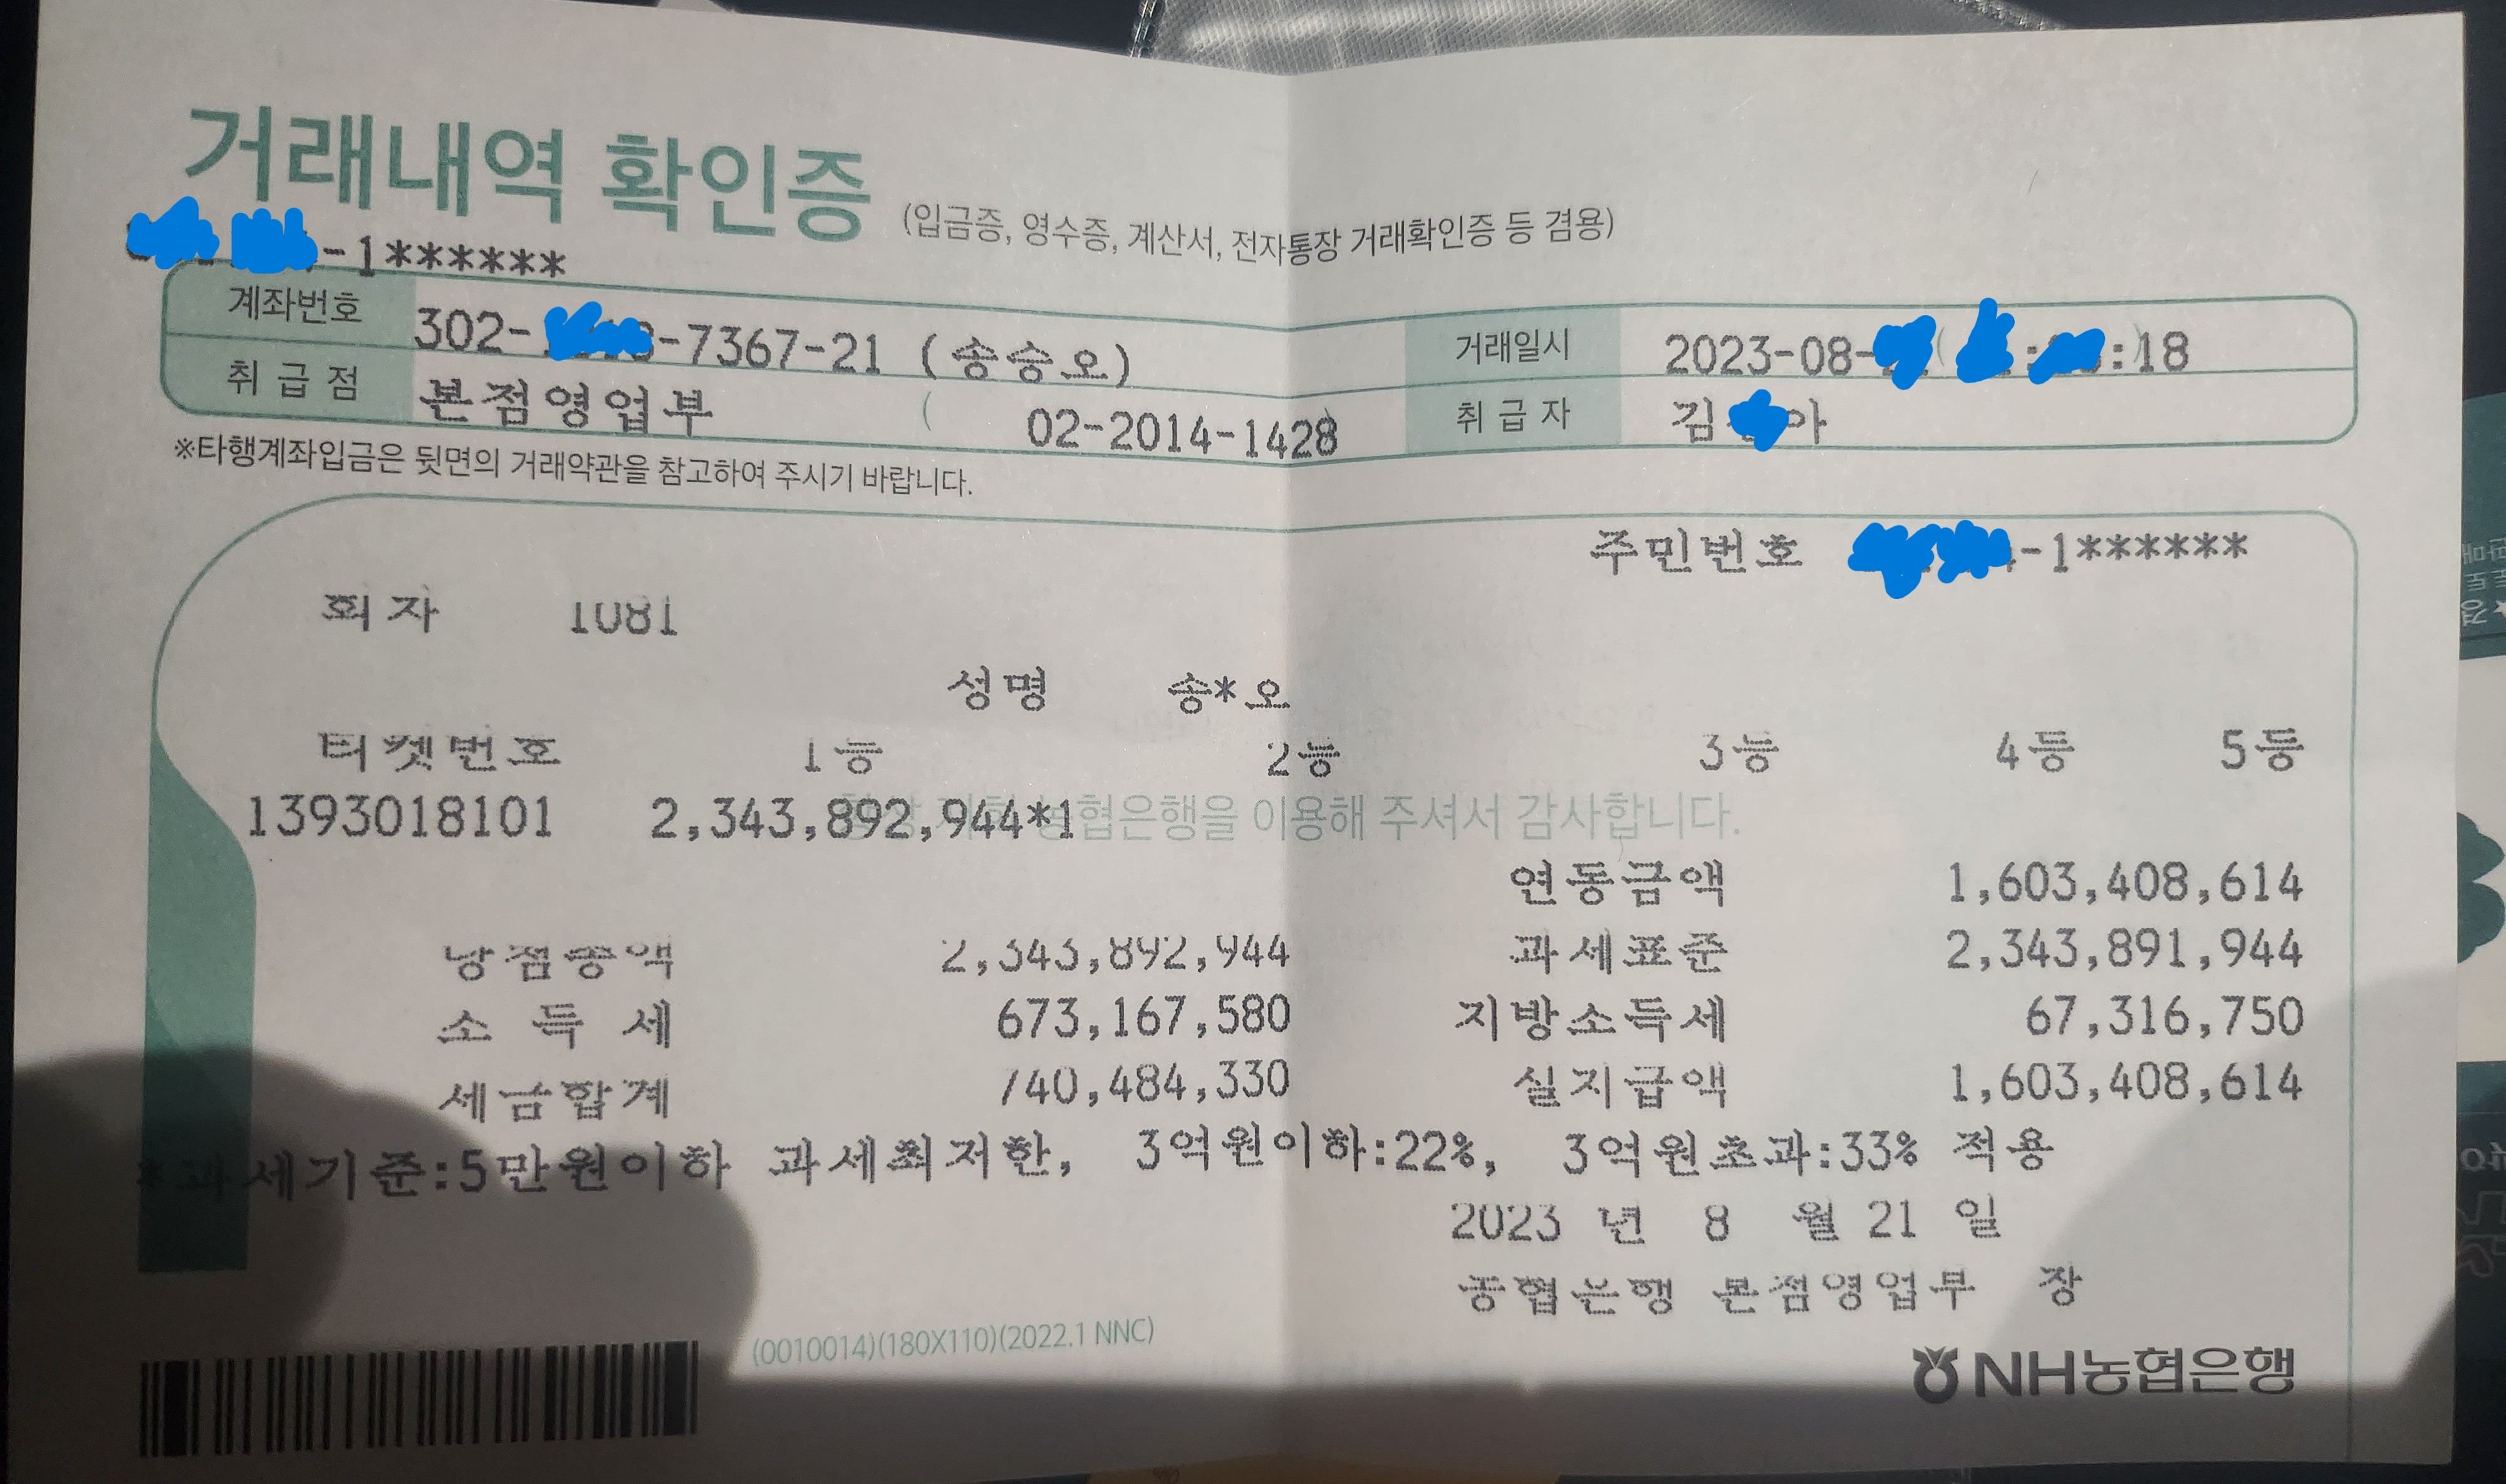 거래내역 확인증 (입금증, 영수증, 계산서, 전자통장 거래확인증 등 겸용)
-1******
계좌번호 302- -7367-21 (송승오) 거래일시 2023-08- ( : :18
취급점 본점영업부 ( 02-2014-1428) 취급자 김 아
※타행계좌입금은 뒷면의 거래약관을 참고하여 주시기 바랍니다.
주민번호 -1******
회차 1081
성명 송*오
티켓번호 1등 2등 3등 4등 5등
1393018101 2,343,892,944*1
농협은행을 이용해 주셔서 감사합니다.
연동금액 1,603,408,614
당첨총액 2,343,892,944 과세표준 2,343,891,944
소득세 673,167,580 지방소득세 67,316,750
세금합계 740,484,330 실지급액 1,603,408,614
*과세기준:5만원이하 과세최저한, 3억원이하:22%, 3억원초과:33% 적용
2023 년 8 월 21 일
농협은행 본점영업부 장
(0010014)(180X110)(2022.1 NNC)
NH농협은행